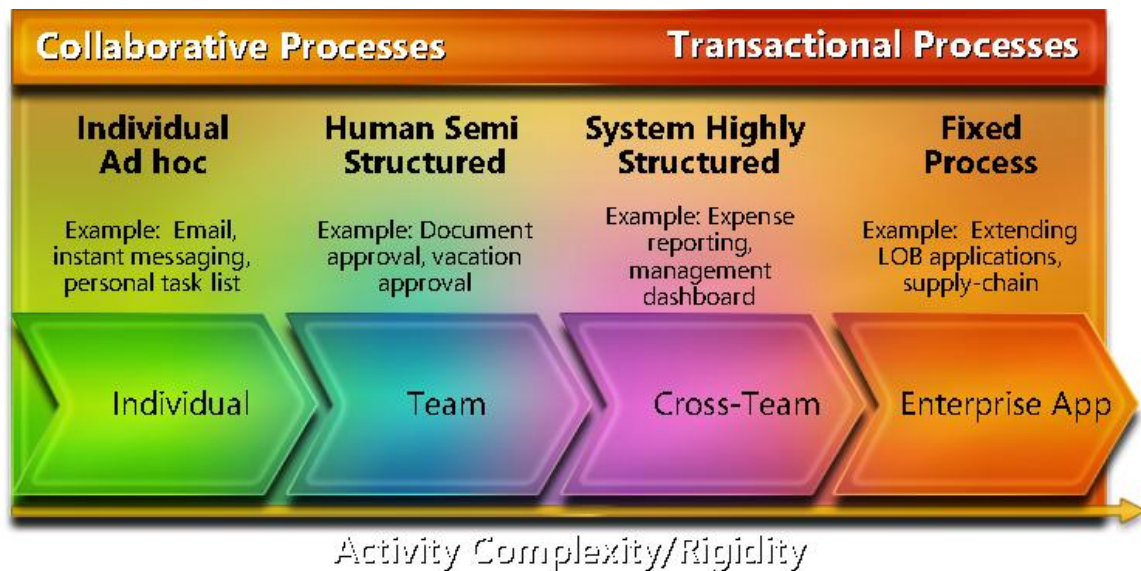 Collaborative Processes
Transactional Processes
Individual
Ad hoc
Example: Email,
instant messaging,
personal task list
Human Semi
Structured
Example: Document
approval, vacation
approval
System Highly
Structured
Example: Expense
reporting,
management
dashboard
Fixed
Process
Example: Extending
LOB applications,
supply-chain
Individual
Team
Cross-Team
Enterprise App
Activity Complexity/Rigidity